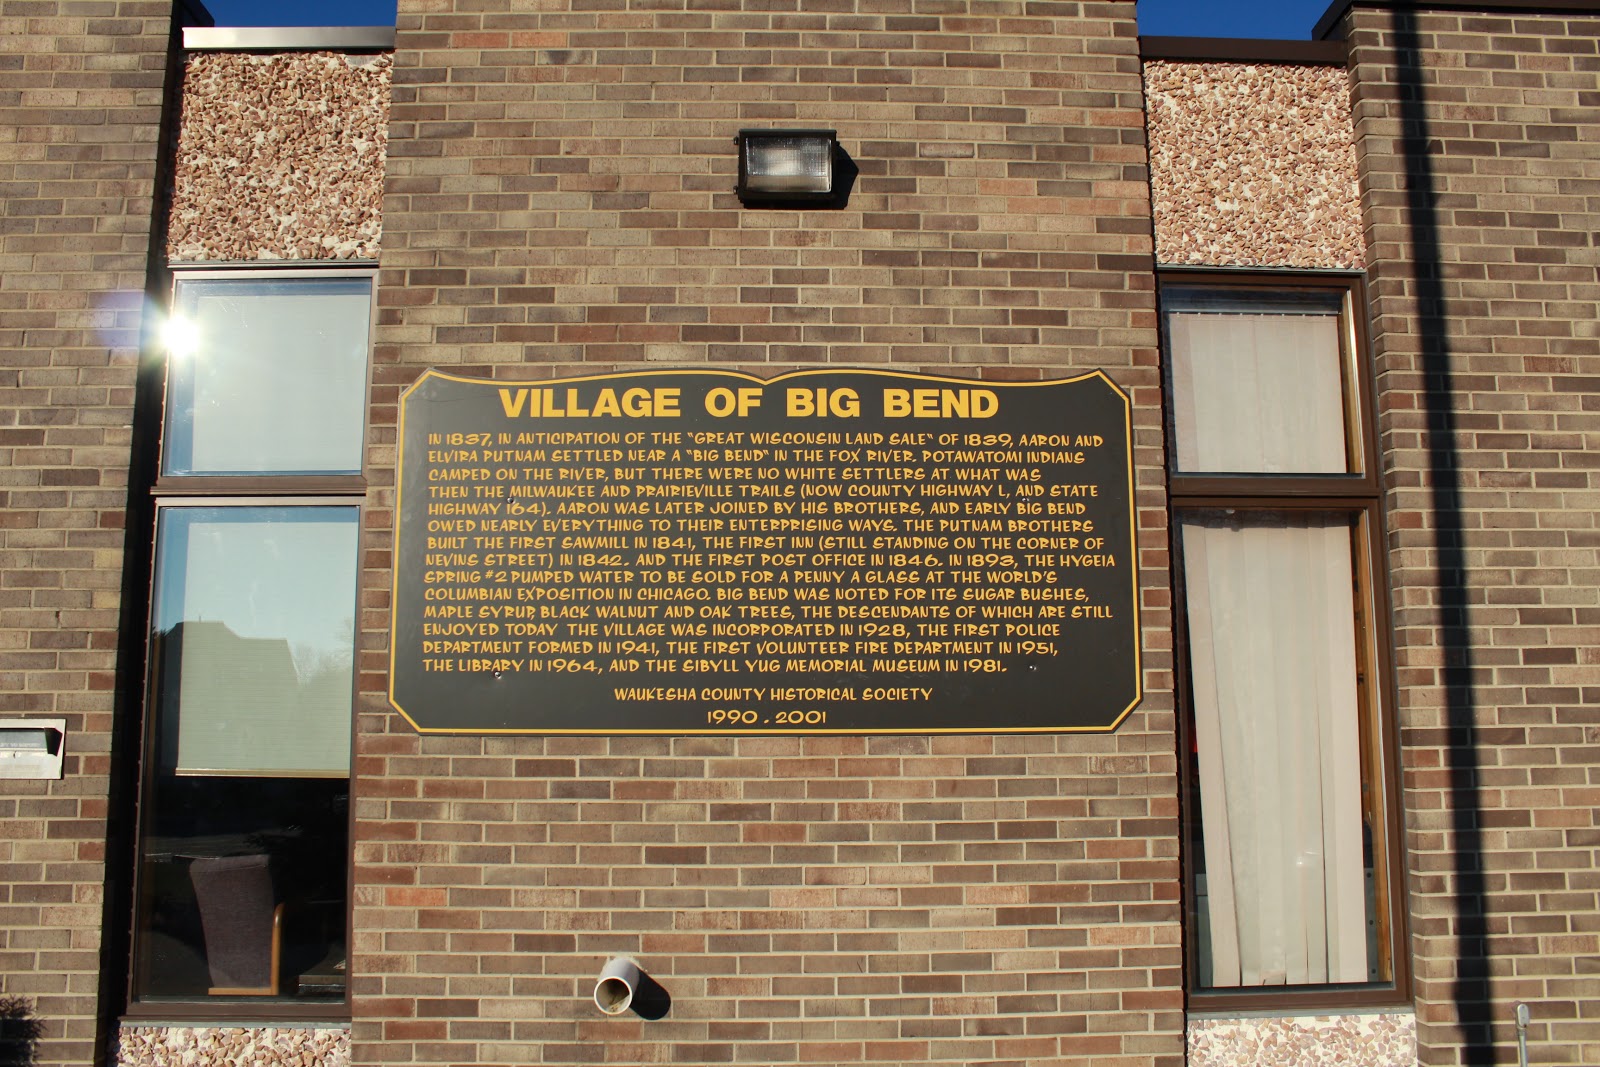 VILLAGE OF BIG BEND
IN 1837, IN ANTICIPATION OF THE "GREAT WISCONSIN LAND SALE" OF 1839, AARON AND
ELVIRA PUTNAM SETTLED NEAR A "BIG BEND" IN THE FOX RIVER. POTAWATOMI INDIANS
CAMPED ON THE RIVER, BUT THERE WERE NO WHITE SETTLERS AT WHAT WAS
THEN THE MILWAUKEE AND PRAIRIEVILLE TRAILS (NOW COUNTY HIGHWAY L, AND STATE
HIGHWAY 164). AARON WAS LATER JOINED BY HIS BROTHERS, AND EARLY BIG BEND
OWED NEARLY EVERYTHING TO THEIR ENTERPRISING WAYS. THE PUTNAM BROTHERS
BUILT THE FIRST SAWMILL IN 1841, THE FIRST INN (STILL STANDING ON THE CORNER OF
NEVINS STREET) IN 1842. AND THE FIRST POST OFFICE IN 1846. IN 1893, THE HYGEIA
SPRING #2 PUMPED WATER TO BE SOLD FOR A PENNY A GLASS AT THE WORLD'S
COLUMBIAN EXPOSITION IN CHICAGO. BIG BEND WAS NOTED FOR ITS SUGAR BUSHES,
MAPLE SYRUP, BLACK WALNUT AND OAK TREES, THE DESCENDANTS OF WHICH ARE STILL
ENJOYED TODAY THE VILLAGE WAS INCORPORATED IN 1928, THE FIRST POLICE
DEPARTMENT FORMED IN 1941, THE FIRST VOLUNTEER FIRE DEPARTMENT IN 1951,
THE LIBRARY IN 1964, AND THE SIBYLL YUG MEMORIAL MUSEUM IN 1981.
WAUKESHA COUNTY HISTORICAL SOCIETY
1990 . 2001